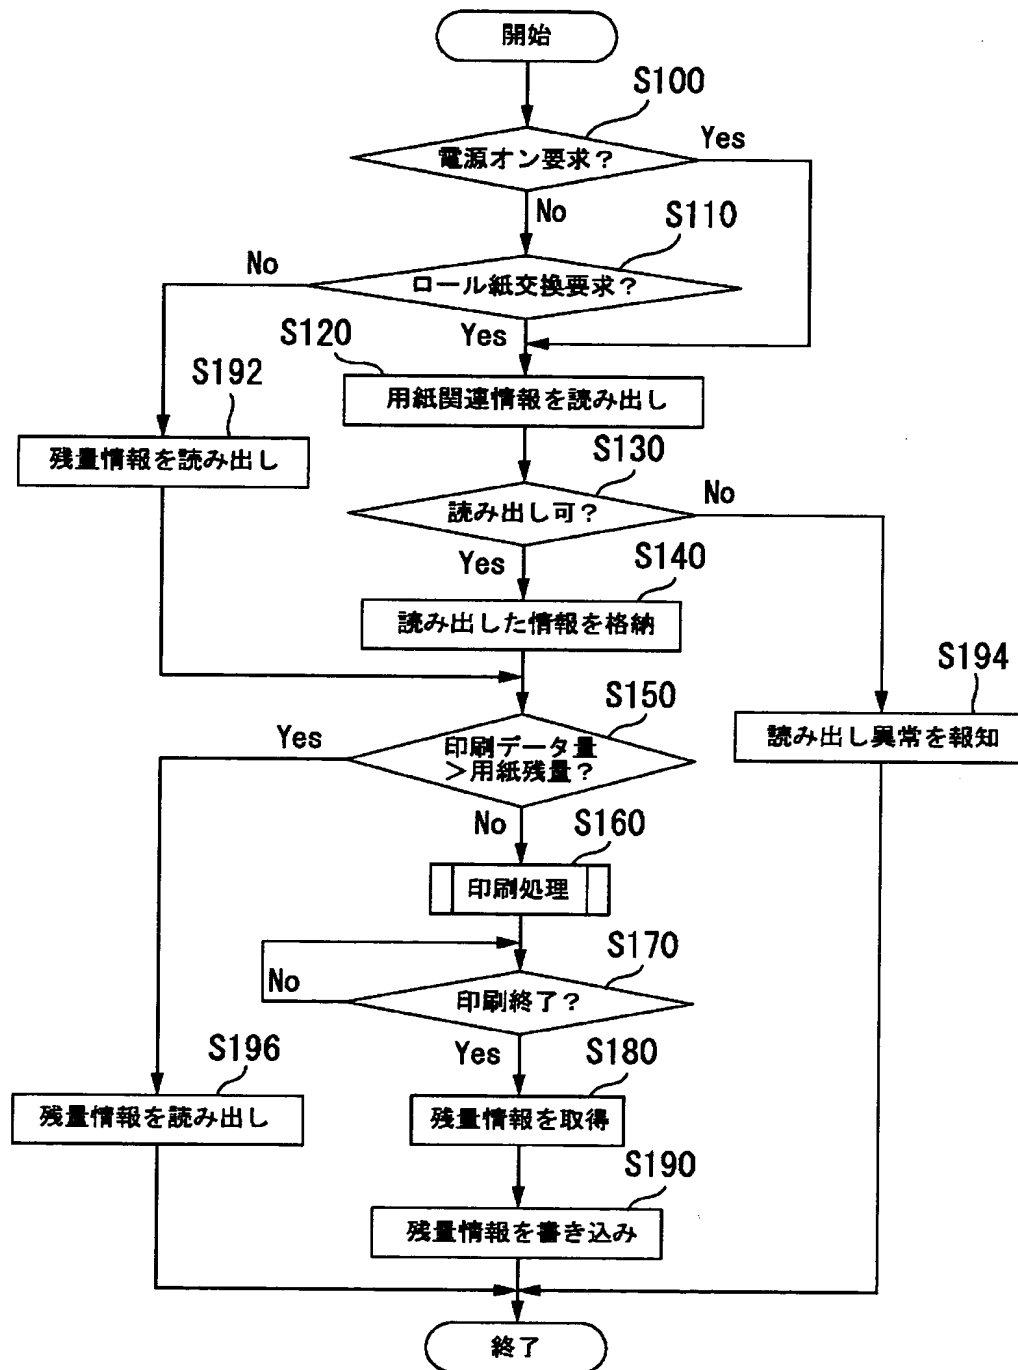 開始
S100
電源オン要求?
Yes
No
S110
No
ロール紙交換要求?
Yes
S120
用紙関連情報を読み出し
S192
残量情報を読み出し
S130
読み出し可?
No
Yes
S140
読み出した情報を格納
S194
読み出し異常を報知
S150
Yes
印刷データ量
>用紙残量?
No
S160
印刷処理
S170
No
印刷終了?
Yes
S180
S196
残量情報を読み出し
残量情報を取得
S190
残量情報を書き込み
終了